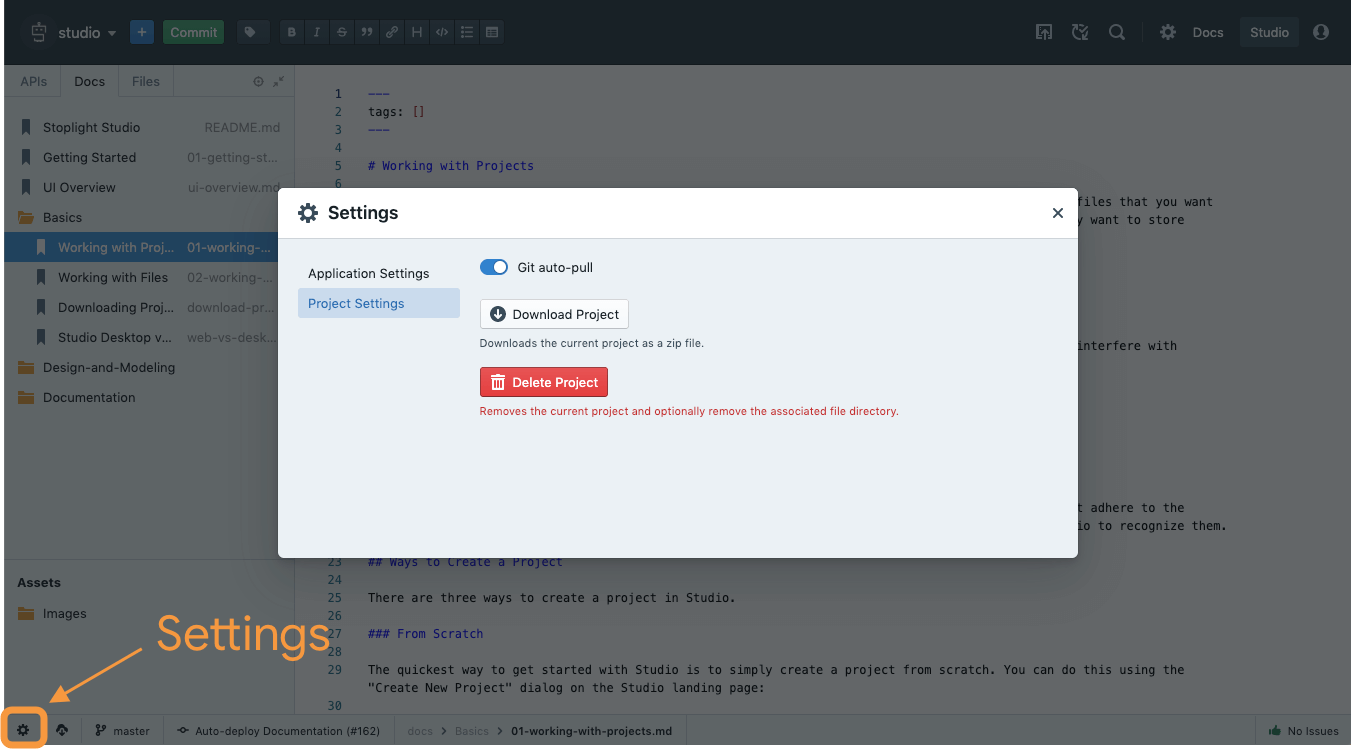 studio
Commit
Docs
Studio
APIs
Docs
Files
Stoplight Studio README.md
Getting Started 01-getting-st...
UI Overview ui-overview.md
Basics
Working with Proj... 01-working-...
Working with Files 02-working-...
Downloading Proj... download-pr...
Studio Desktop v... web-vs-desk...
Design-and-Modeling
Documentation
Assets
Images
Settings
1 ---
2 tags: []
3 ---
4
5 # Working with Projects
6
files that you want
want to store
interfere with
adhere to the
to recognize them.
Settings
Application Settings
Project Settings
Git auto-pull
Download Project
Downloads the current project as a zip file.
Delete Project
Removes the current project and optionally remove the associated file directory.
23 ## Ways to Create a Project
24
25 There are three ways to create a project in Studio.
26
27 ### From Scratch
28
29 The quickest way to get started with Studio is to simply create a project from scratch. You can do this using the
"Create New Project" dialog on the Studio landing page:
30
master
Auto-deploy Documentation (#162)
docs > Basics > 01-working-with-projects.md
No Issues